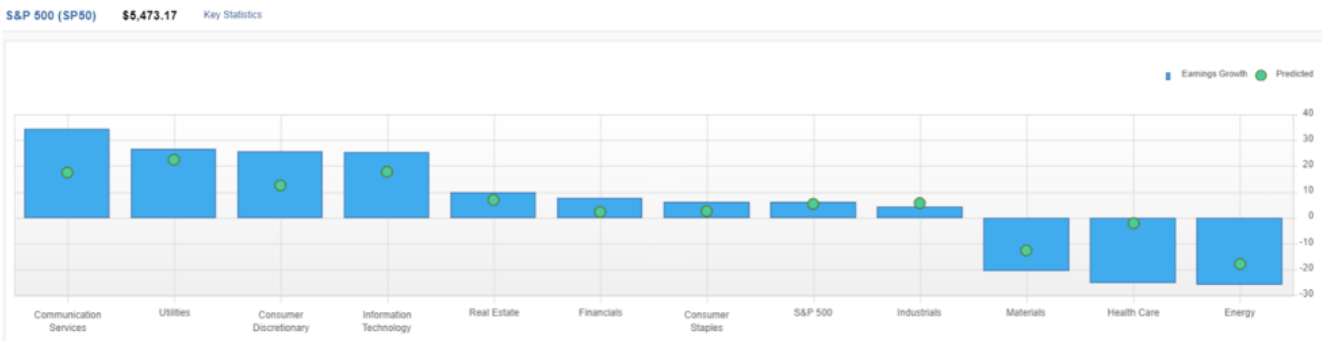 S&P 500 (SP50) $5,473.17 Key Statistics
Earnings Growth Predicted
40
30
20
10
0
-10
-20
-30
Communication
Services
Utilities
Consumer
Discretionary
Information
Technology
Real Estate
Financials
Consumer
Staples
S&P 500
Industrials
Materials
Health Care
Energy